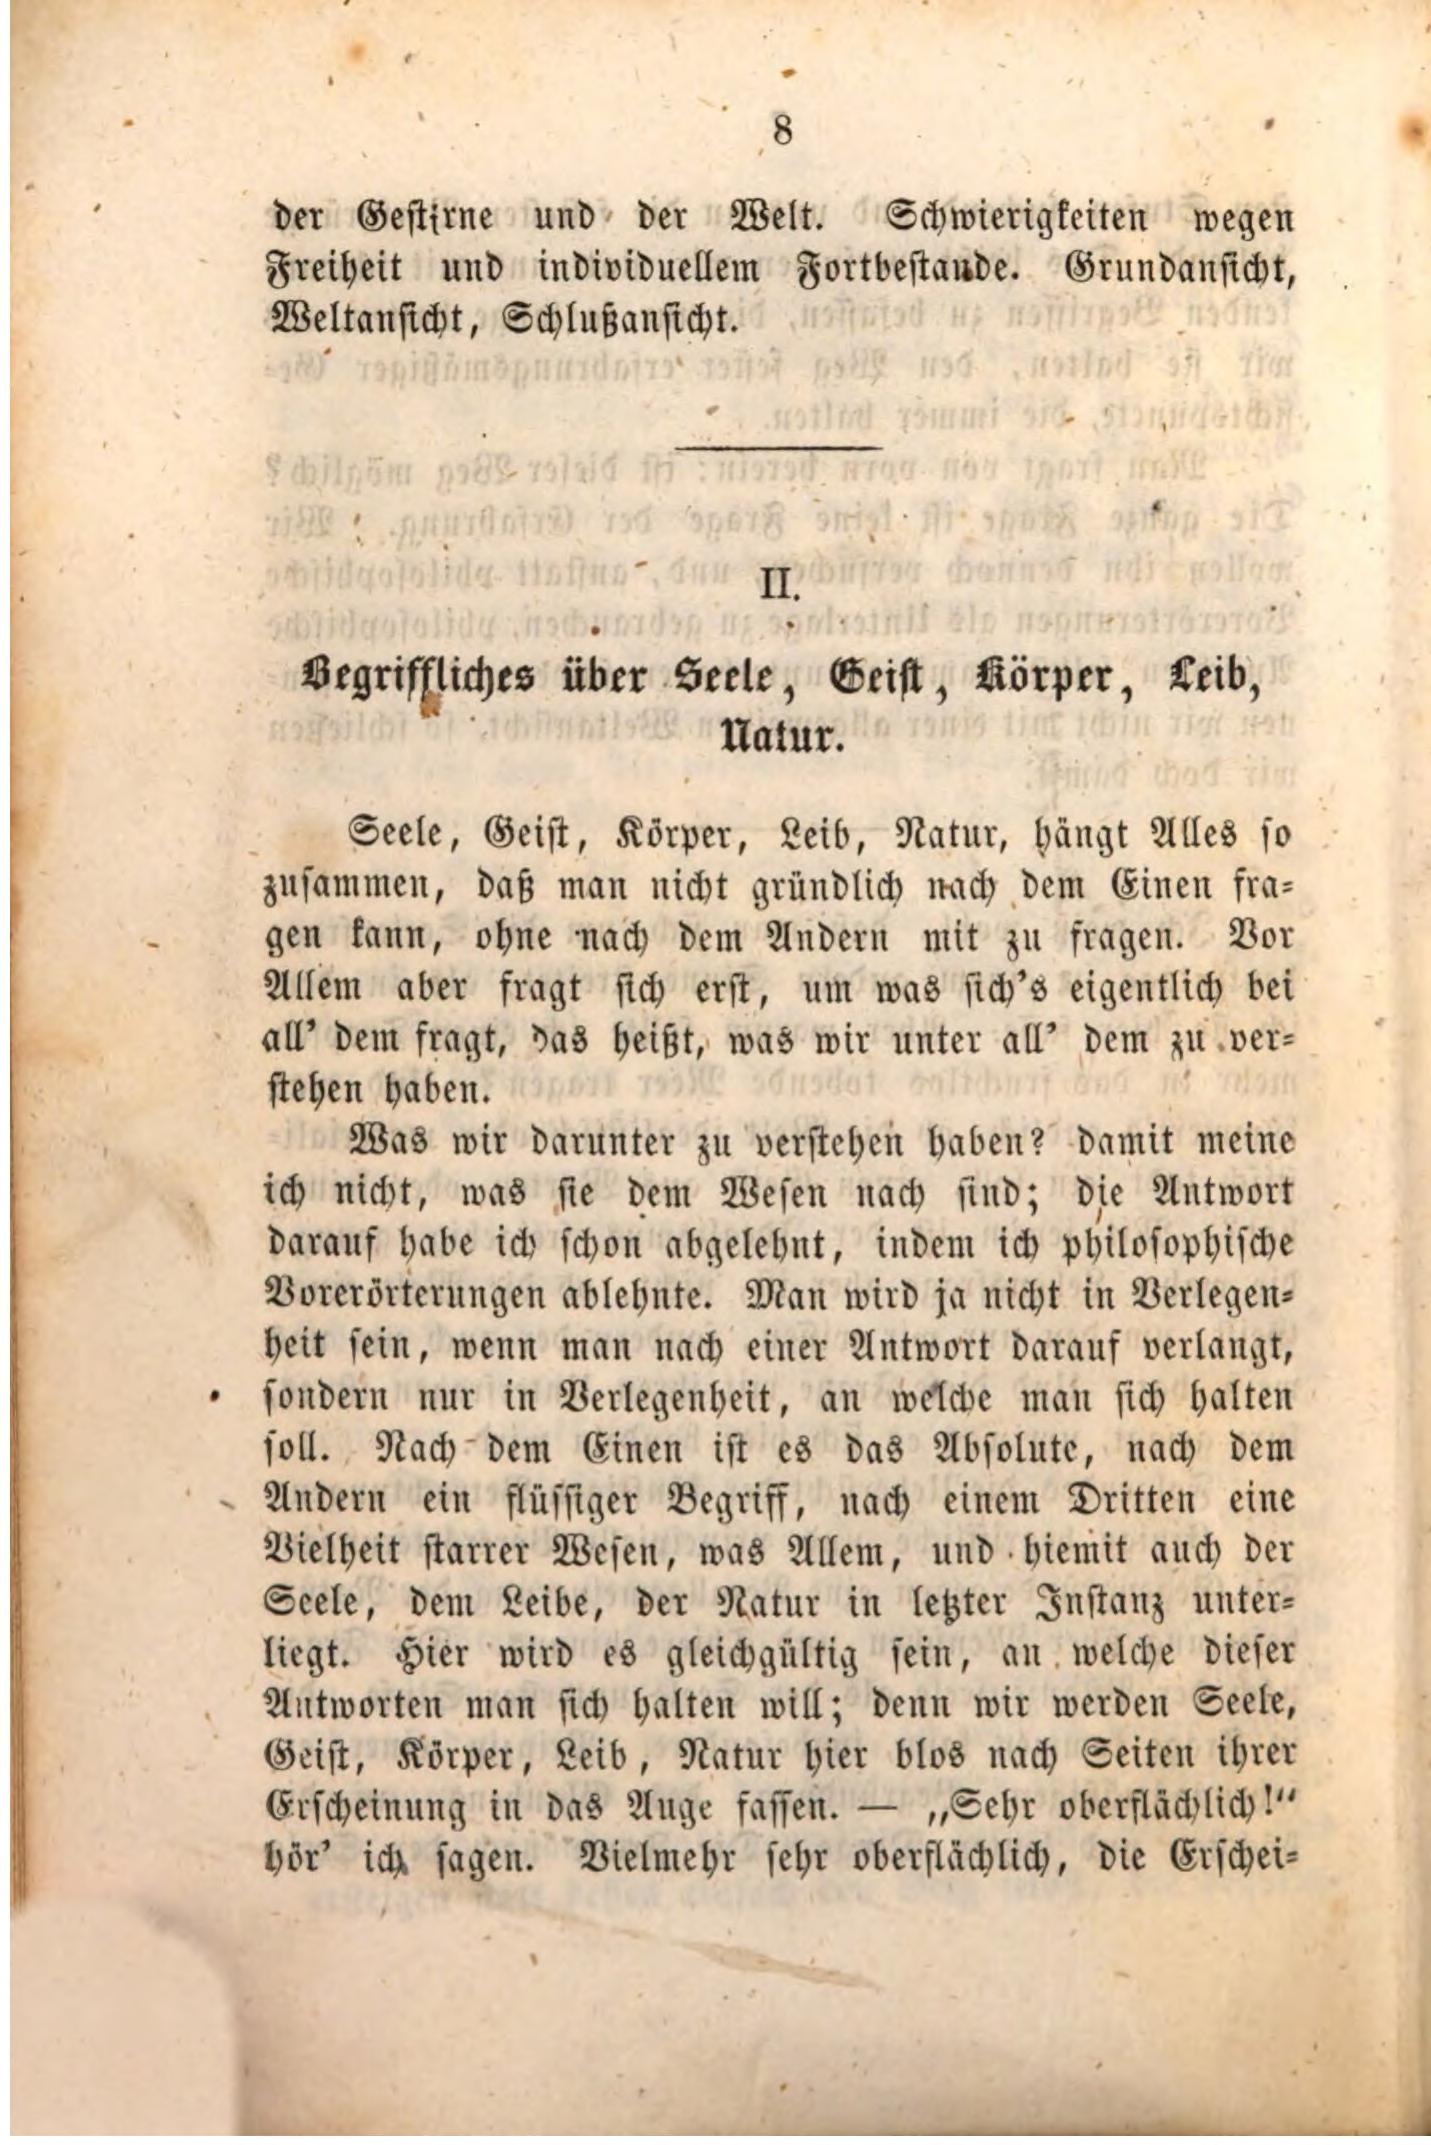 8
der Gestirne und der Welt. Schwierigkeiten wegen
Freiheit und individuellem Fortbestande. Grundansicht,
Weltansicht, Schlußansicht.
II.
Begriffliches über Seele, Geist, Körper, Leib,
Natur.
Seele, Geist, Körper, Leib, Natur, hängt Alles so
zusammen, daß man nicht gründlich nach dem Einen fra-
gen kann, ohne nach dem Andern mit zu fragen. Vor
Allem aber fragt sich erst, um was sich's eigentlich bei
all' dem fragt, das heißt, was wir unter all' dem zu ver-
stehen haben.
Was wir darunter zu verstehen haben? damit meine
ich nicht, was sie dem Wesen nach sind; die Antwort
darauf habe ich schon abgelehnt, indem ich philosophische
Vorerörterungen ablehnte. Man wird ja nicht in Verlegen-
heit sein, wenn man nach einer Antwort darauf verlangt,
sondern nur in Verlegenheit, an welche man sich halten
soll. Nach dem Einen ist es das Absolute, nach dem
Andern ein flüssiger Begriff, nach einem Dritten eine
Vielheit starrer Wesen, was Allem, und hiemit auch der
Seele, dem Leibe, der Natur in letzter Instanz unter-
liegt. Hier wird es gleichgültig sein, an welche dieser
Antworten man sich halten will; denn wir werden Seele,
Geist, Körper, Leib, Natur hier blos nach Seiten ihrer
Erscheinung in das Auge fassen. — „Sehr oberflächlich!“
hör' ich sagen. Vielmehr sehr oberflächlich, die Erschei-